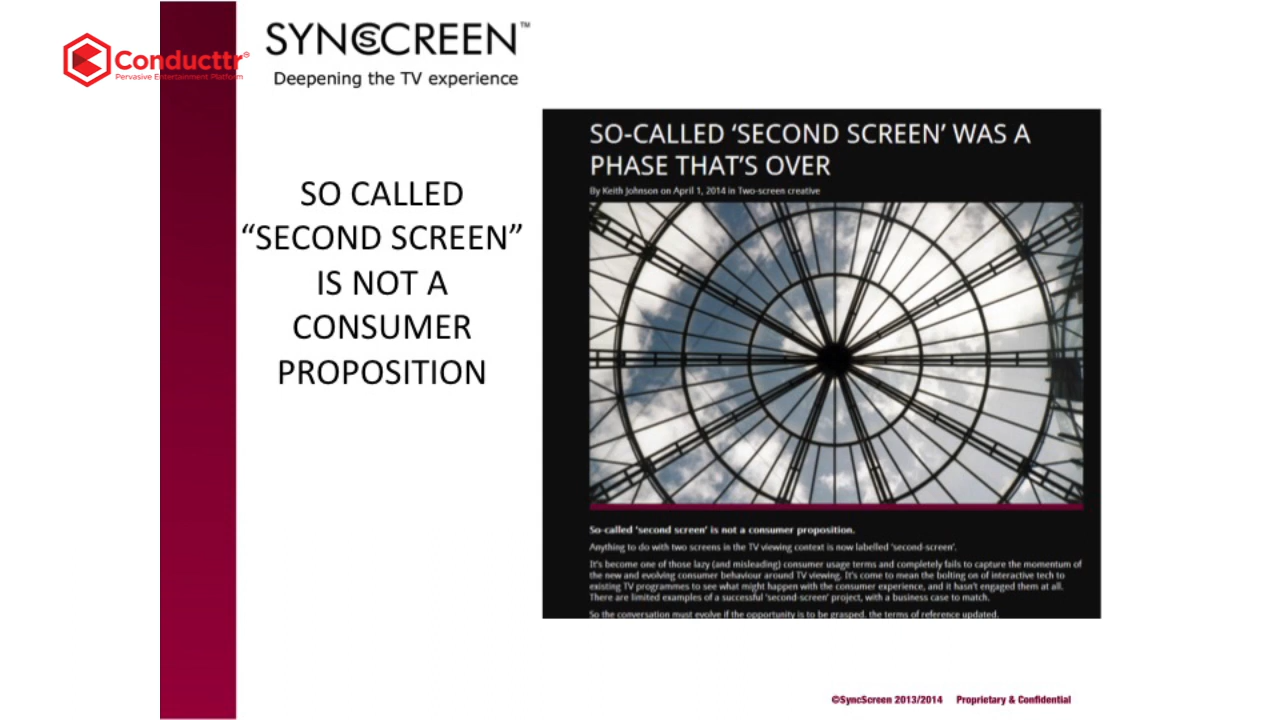 Conducttr®
Pervasive Entertainment Platform
SYNCSCREEN™
Deepening the TV experience
SO CALLED
“SECOND SCREEN”
IS NOT A
CONSUMER
PROPOSITION
SO-CALLED ‘SECOND SCREEN’ WAS A
PHASE THAT’S OVER
By Keith Johnson on April 1, 2014 in Two-screen creative
So-called ‘second screen’ is not a consumer proposition.
Anything to do with two screens in the TV viewing context is now labelled ‘second-screen’.
It’s become one of those lazy (and misleading) consumer usage terms and completely fails to capture the momentum of
the new and evolving consumer behaviour around TV viewing. It’s come to mean the bolting on of interactive tech to
existing TV programmes to see what might happen with the consumer experience, and it hasn’t engaged them at all.
There are limited examples of a successful ‘second-screen’ project, with a business case to match.
So the conversation must evolve if the opportunity is to be grasped, the terms of reference updated.
©SyncScreen 2013/2014 Proprietary & Confidential